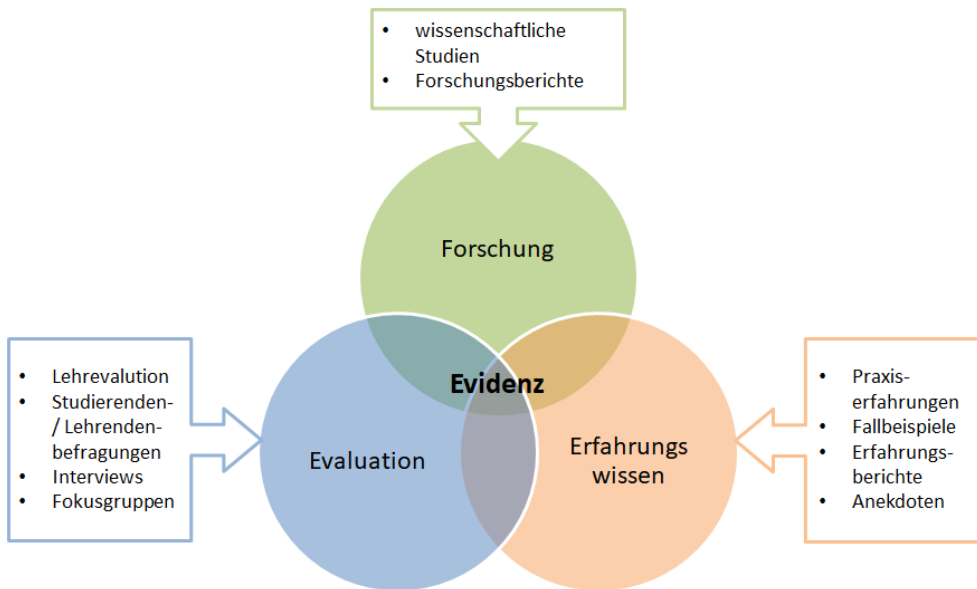 • wissenschaftliche
Studien
• Forschungsberichte
Forschung
Evidenz
Evaluation
Erfahrungs
wissen
• Lehrevalution
• Studierenden-
/ Lehrenden-
befragungen
• Interviews
• Fokusgruppen
• Praxis-
erfahrungen
• Fallbeispiele
• Erfahrungs-
berichte
• Anekdoten